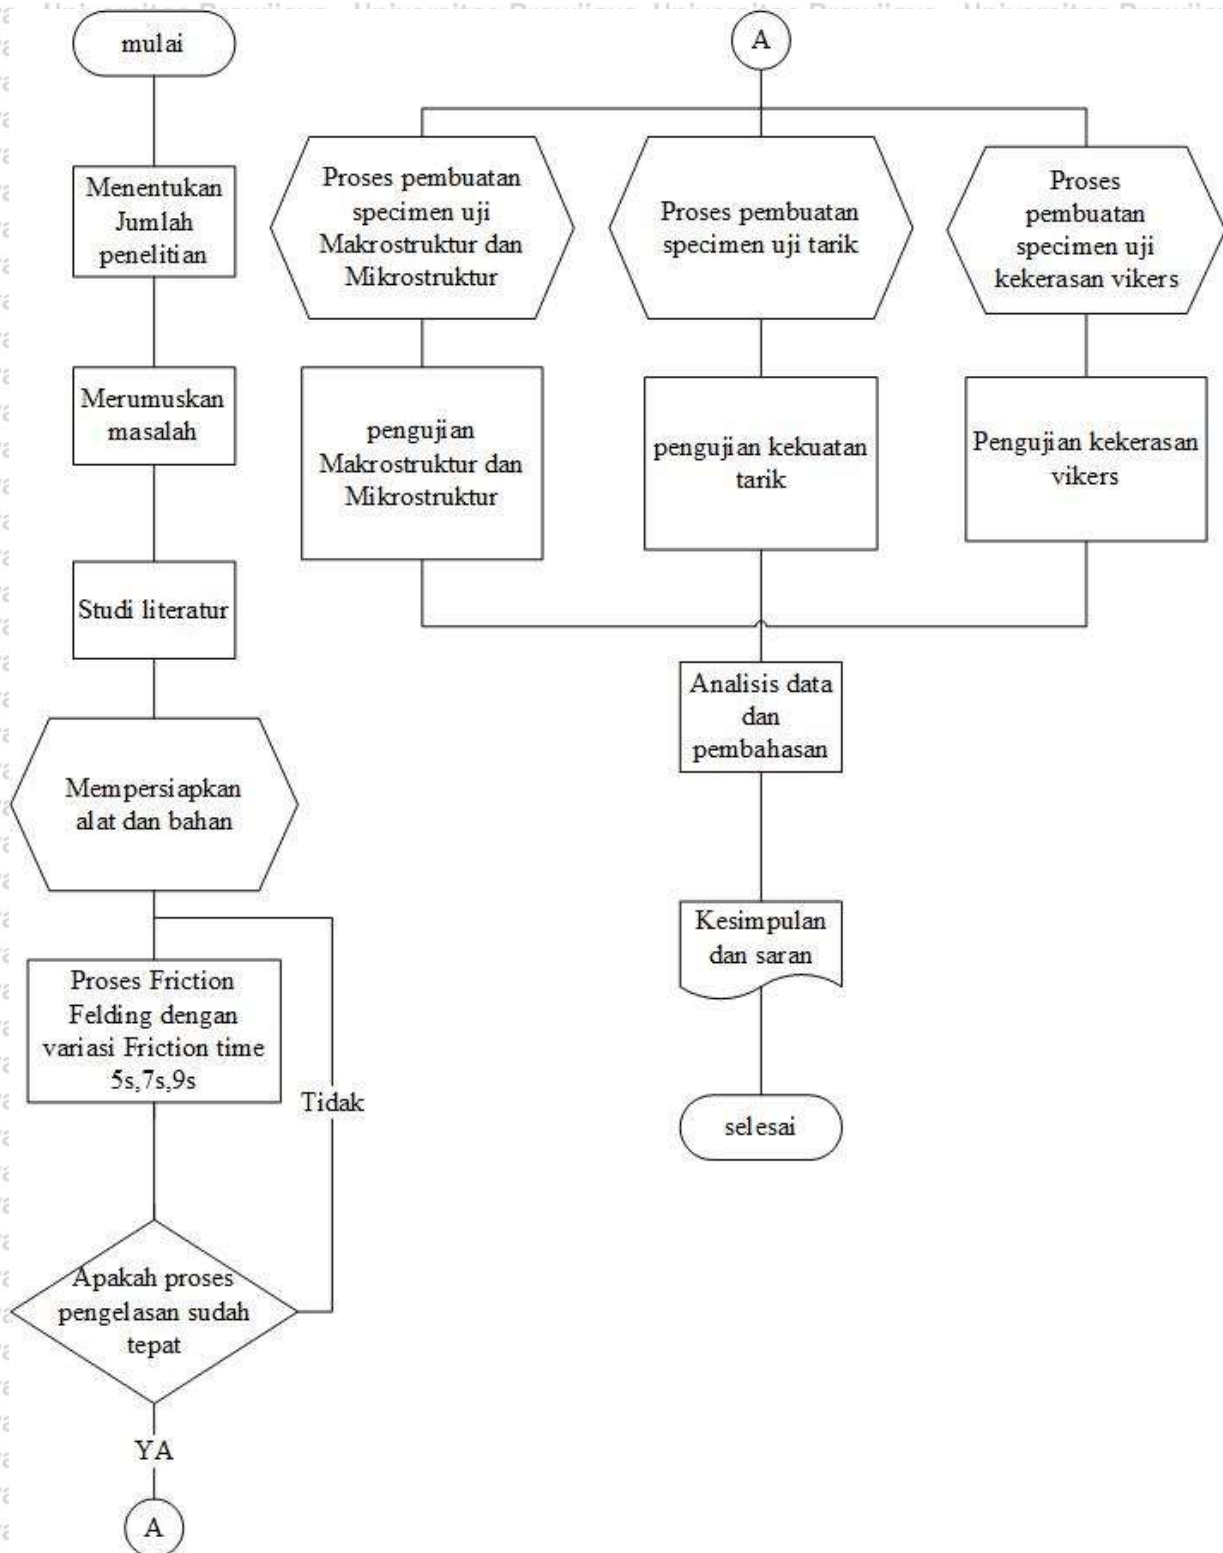 mulai
Menentukan
Jumlah
penelitian
Merumuskan
masalah
Studi literatur
Mempersiapkan
alat dan bahan
Proses Friction
Felding dengan
variasi Friction time
5s,7s,9s
Tidak
Apakah proses
pengelasan sudah
tepat
YA
A
A
Proses pembuatan
specimen uji
Makrostruktur dan
Mikrostruktur
Proses pembuatan
specimen uji tarik
Proses
pembuatan
specimen uji
kekerasan vikers
pengujian
Makrostruktur dan
Mikrostruktur
pengujian kekuatan
tarik
Pengujian kekerasan
vikers
Analisis data
dan
pembahasan
Kesimpulan
dan saran
selesai